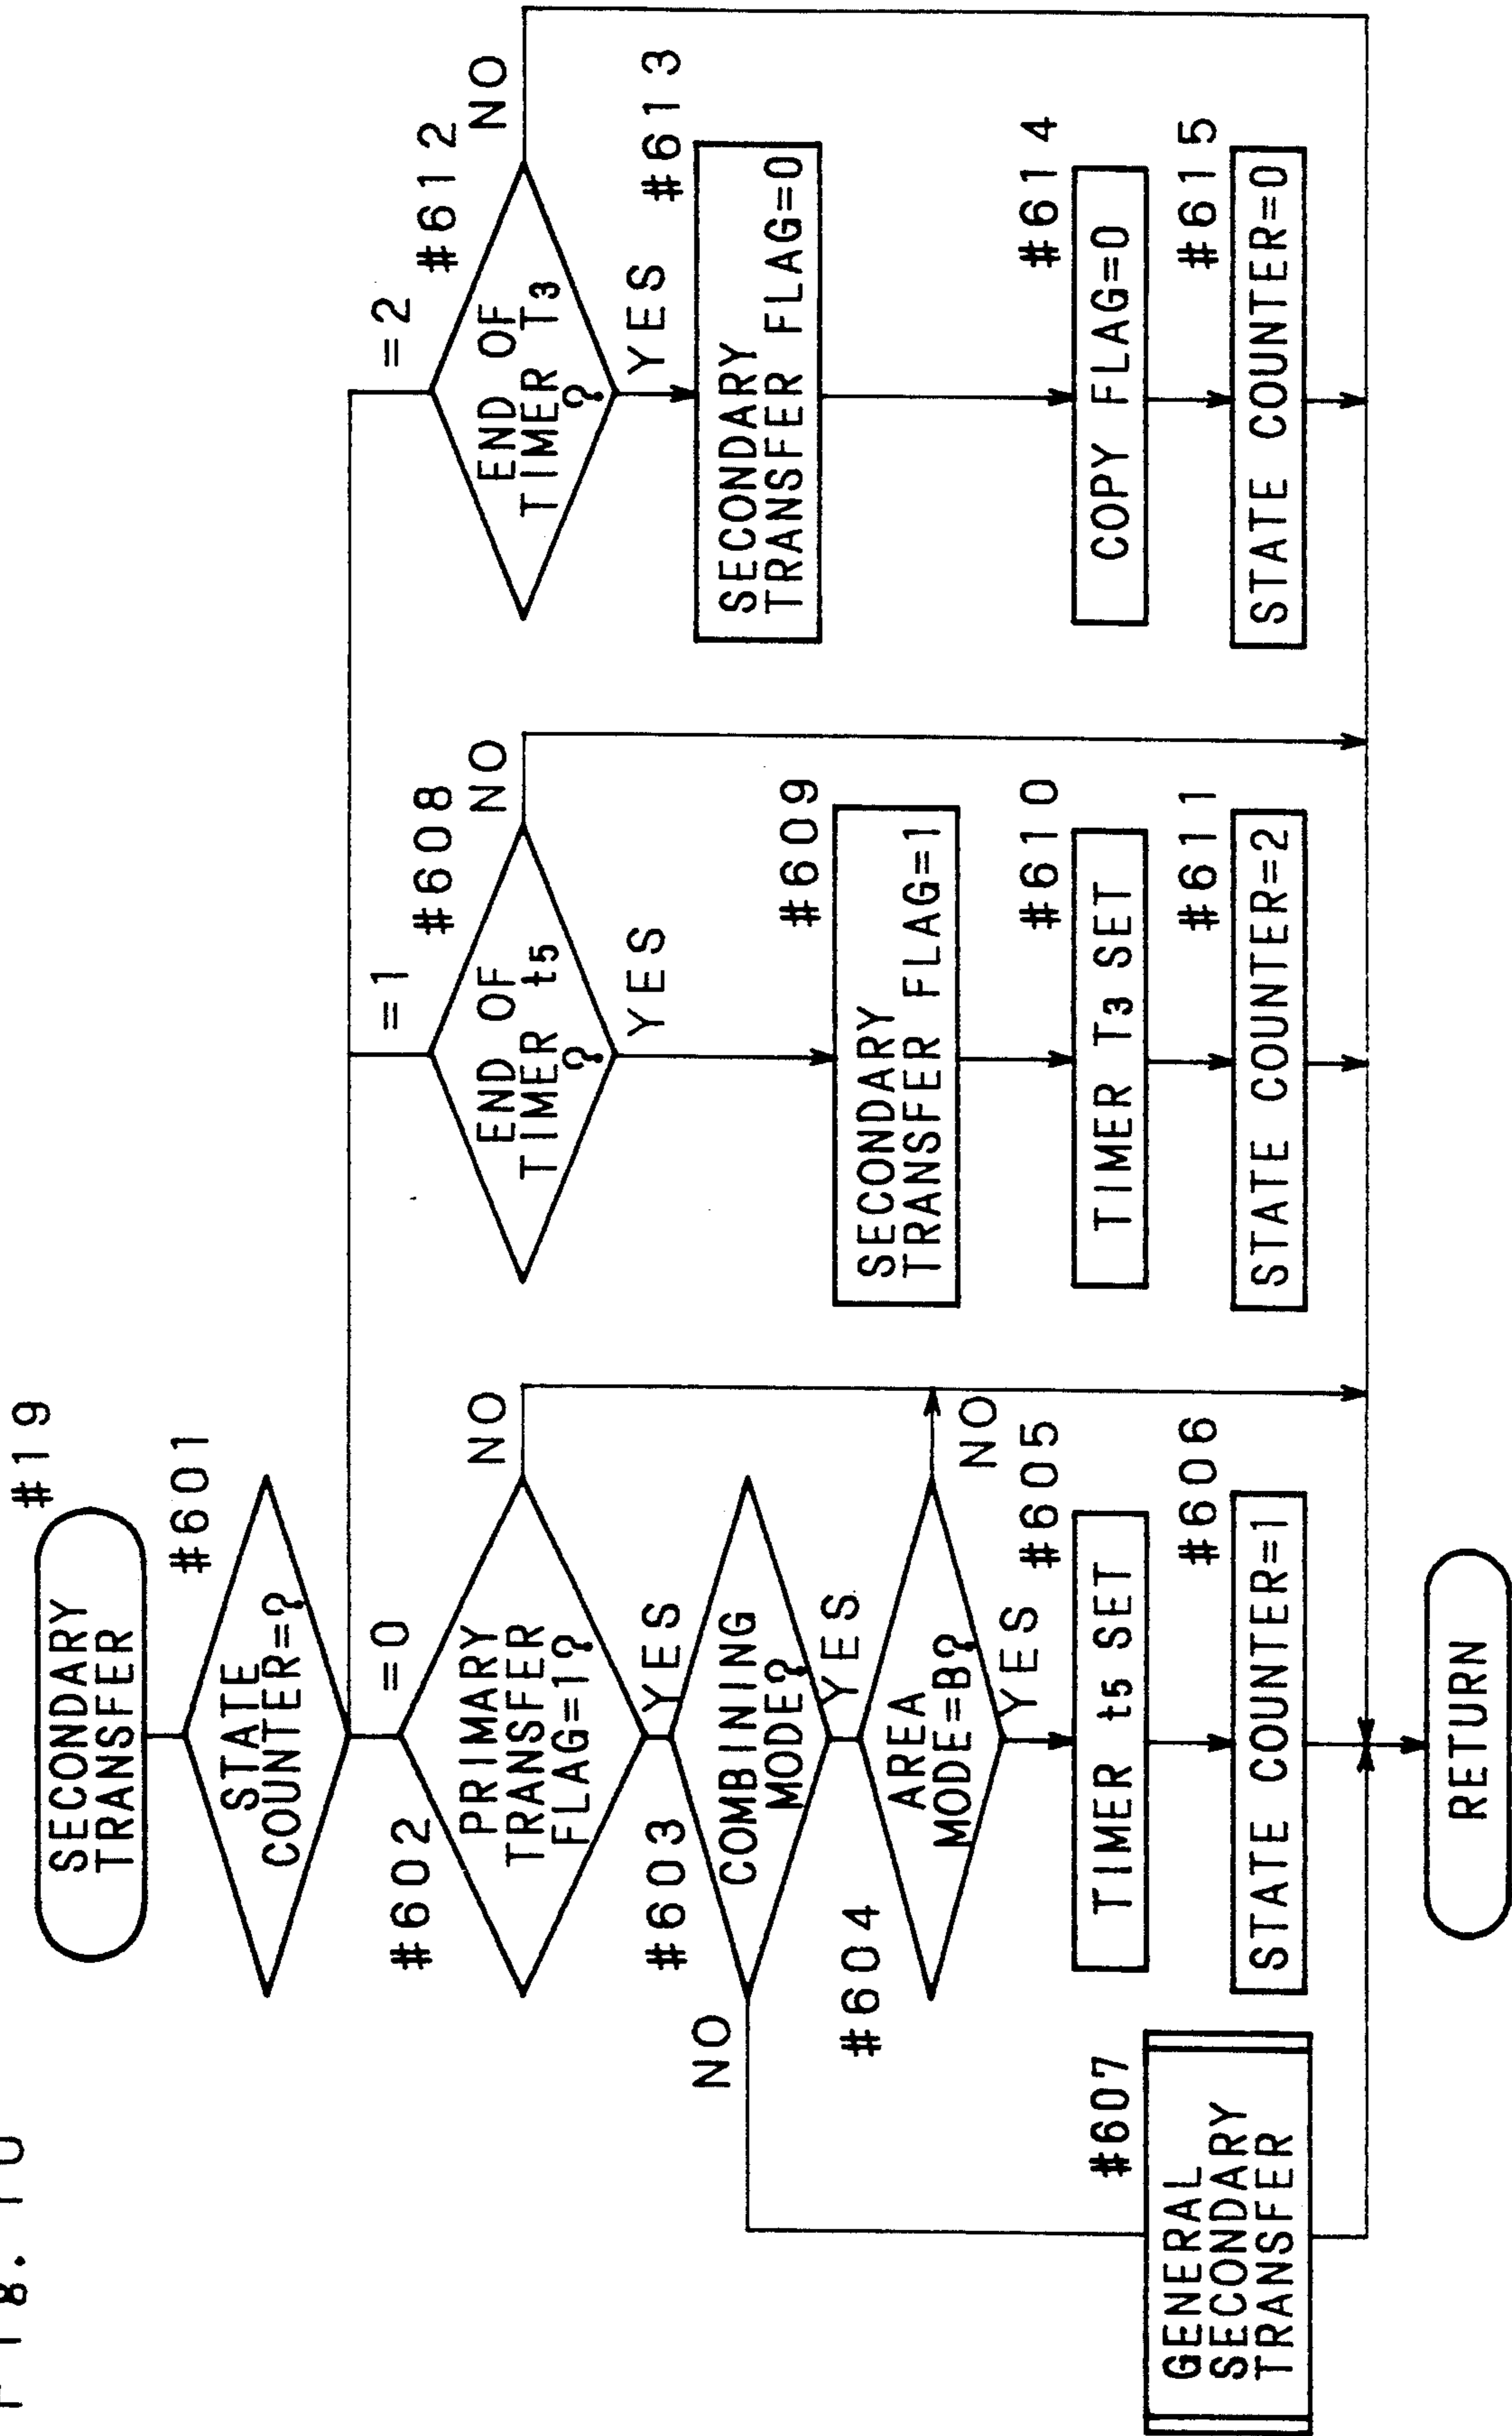 #19
SECONDARY
TRANSFER
#601
STATE
COUNTER=?
=0
=1
=2
#602
PRIMARY
TRANSFER
FLAG=1?
NO
YES
#603
COMBINING
MODE?
NO
YES
#604
AREA
MODE=B?
NO
YES
#605
TIMER t5 SET
#606
STATE COUNTER=1
#607
GENERAL
SECONDARY
TRANSFER
#608
END OF
TIMER t5
?
NO
YES
#609
SECONDARY
TRANSFER FLAG=1
#610
TIMER T3 SET
#611
STATE COUNTER=2
#612
END OF
TIMER T3
?
NO
YES
#613
SECONDARY
TRANSFER FLAG=0
#614
COPY FLAG=0
#615
STATE COUNTER=0
RETURN